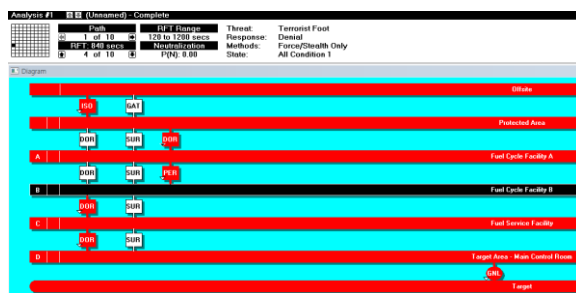 Analysis #1 (Unnamed) - Complete
Path RFT Range Threat: Terrorist Foot
1 of 10 120 to 1200 secs Response: Denial
RFT: 840 secs Neutralization Methods: Force/Stealth Only
4 of 10 P(N): 0.00 State: All Condition 1
Diagram
Offsite
ISO GAT
Protected Area
DOR SUR DOR
A Fuel Cycle Facility A
DOR SUR PER
B Fuel Cycle Facility B
DOR SUR
C Fuel Service Facility
DOR SUR
D Target Area - Main Control Room
GNL
Target